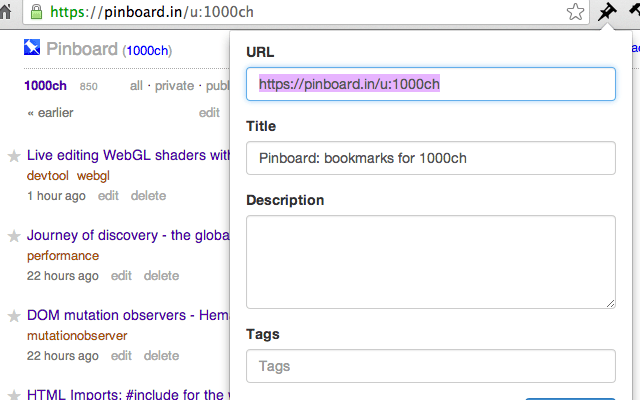 https://pinboard.in/u:1000ch
Pinboard (1000ch)
1000ch 850 all · private · publ
« earlier edit
Live editing WebGL shaders with
devtool webgl
1 hour ago edit delete
Journey of discovery - the globa
performance
22 hours ago edit delete
DOM mutation observers - Hem
mutationobserver
22 hours ago edit delete
HTML Imports: #include for the
URL
https://pinboard.in/u:1000ch
Title
Pinboard: bookmarks for 1000ch
Description
Tags
Tags